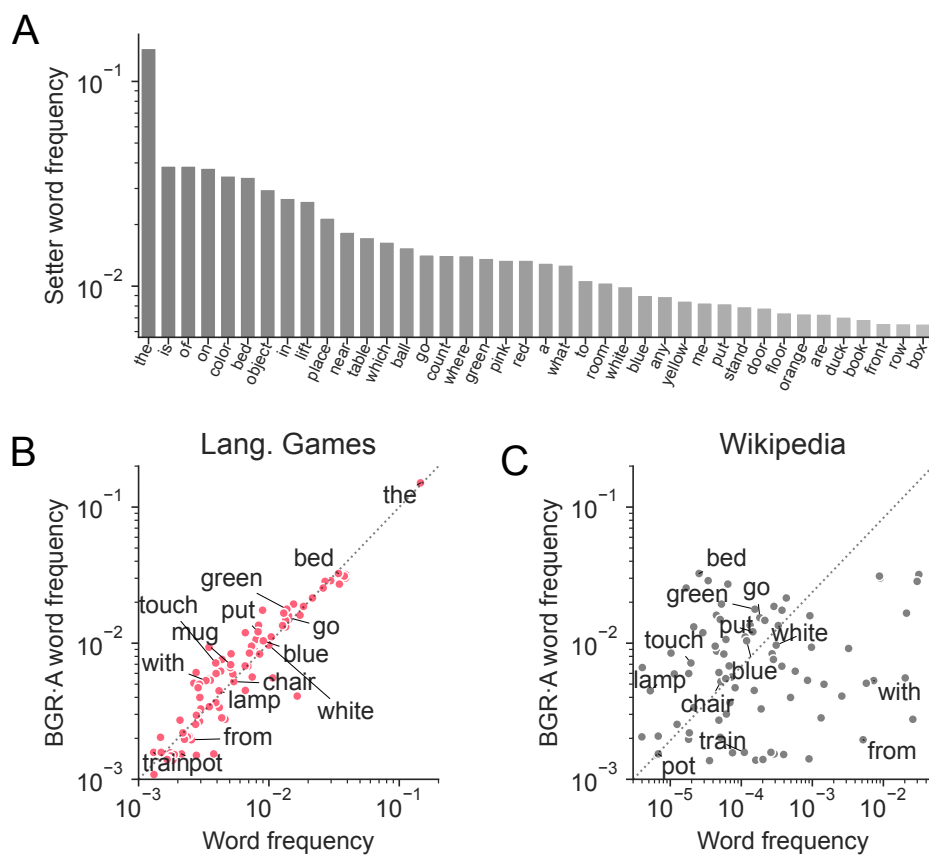 A
Setter word frequency
10⁻¹
10⁻²
the is of on color bed object in lift place near table which ball go count where green pink red a what to room white blue any yellow me put stand door floor orange are duck book front row box
B
Lang. Games
BGR·A word frequency
10⁻¹
10⁻²
10⁻³
the
bed
green
touch
put
go
mug
with
blue
chair
lamp
white
from
train
pot
10⁻³ 10⁻² 10⁻¹
Word frequency
C
Wikipedia
BGR·A word frequency
10⁻¹
10⁻²
10⁻³
bed
green
go
put
white
touch
blue
lamp
chair
with
train
from
pot
10⁻⁵ 10⁻⁴ 10⁻³ 10⁻²
Word frequency